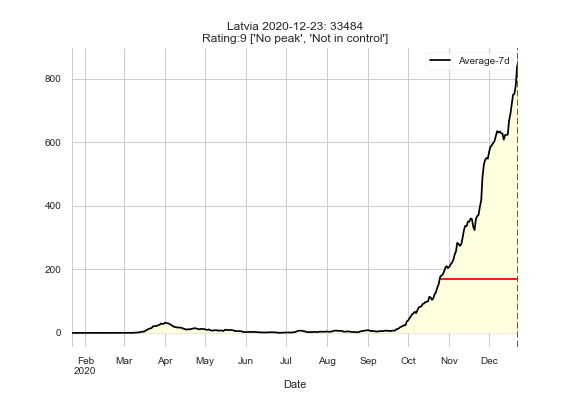 Latvia 2020-12-23: 33484
Rating:9 ['No peak', 'Not in control']
Average-7d
800
600
400
200
0
Feb Mar Apr May Jun Jul Aug Sep Oct Nov Dec
2020
Date